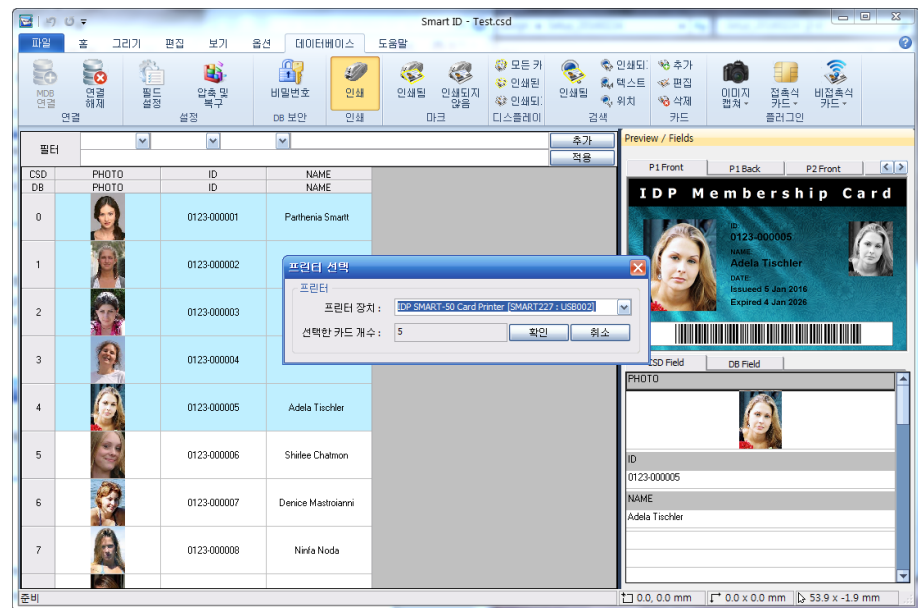 Smart ID - Test.csd
파일 홈 그리기 편집 보기 옵션 데이터베이스 도움말
MDB 연결
연결 해제
필드 설정
압축 및 복구
비밀번호
인쇄
인쇄됨
인쇄되지 않음
모든 카
인쇄된
인쇄되
인쇄됨
인쇄되
텍스트
위치
추가
편집
삭제
이미지 캡쳐
접촉식 카드
비접촉식 카드
연결 설정 DB 보안 인쇄 마크 디스플레이 검색 카드 플러그인
필터
추가
적용
CSD PHOTO ID NAME
DB PHOTO ID NAME
0 0123-000001 Parthenia Smartt
1 0123-000002
2 0123-000003
3 0123-000004
4 0123-000005 Adela Tischler
5 0123-000006 Shirlee Chatmon
6 0123-000007 Denice Mastroianni
7 0123-000008 Ninfa Noda
프린터 선택
프린터
프린터 장치 : IDP SMART-50 Card Printer [SMART227 : USB002]
선택한 카드 개수 : 5 확인 취소
Preview / Fields
P1 Front P1 Back P2 Front
IDP Membership Card
ID:
0123-000005
NAME:
Adela Tischler
DATE:
Issueed 5 Jan 2016
Expired 4 Jan 2026
CSD Field DB Field
PHOTO
ID
0123-000005
NAME
Adela Tischler
준비 0.0, 0.0 mm 0.0 x 0.0 mm 53.9 x -1.9 mm